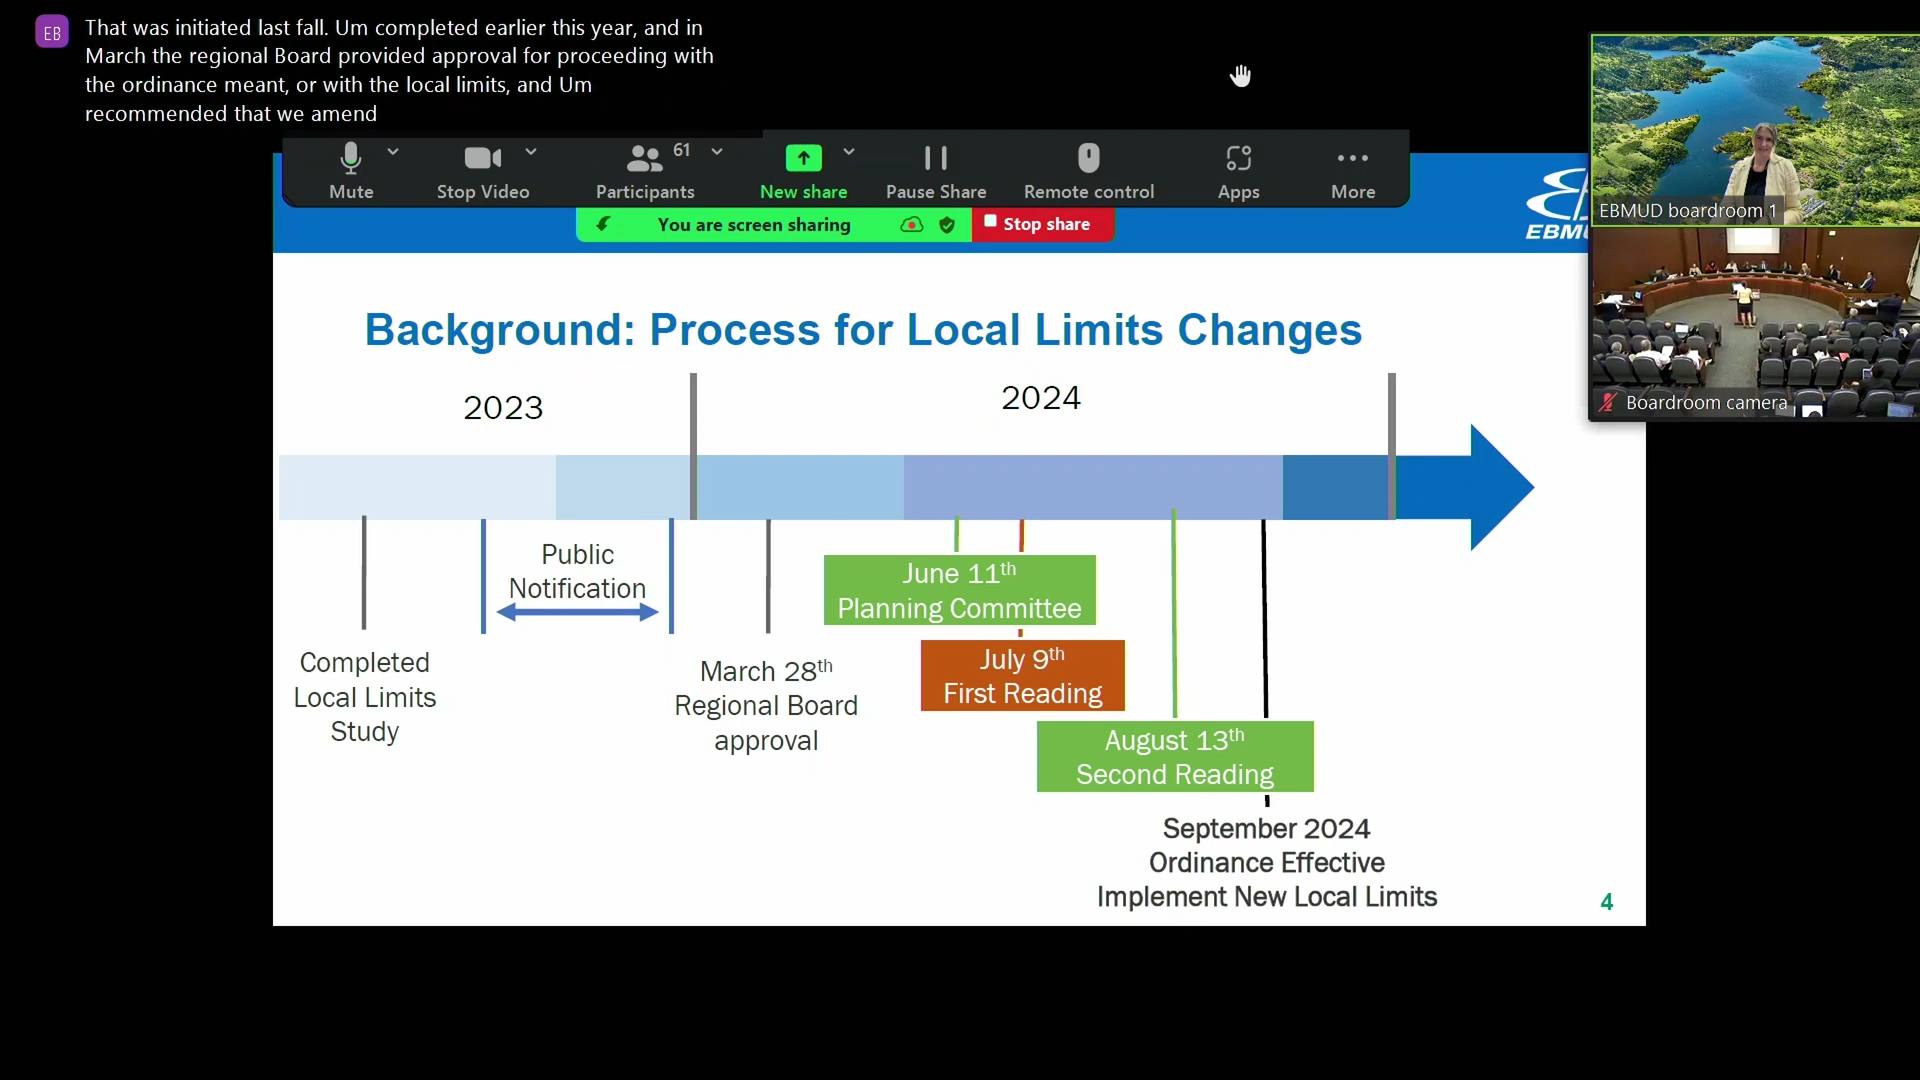 EB
That was initiated last fall. Um completed earlier this year, and in
March the regional Board provided approval for proceeding with
the ordinance meant, or with the local limits, and Um
recommended that we amend
Mute
Stop Video
61
Participants
New share
Pause Share
Remote control
Apps
More
You are screen sharing
Stop share
EBMU
EBMUD boardroom 1
Boardroom camera
Background: Process for Local Limits Changes
2023
2024
Public
Notification
Completed
Local Limits
Study
March 28th
Regional Board
approval
June 11th
Planning Committee
July 9th
First Reading
August 13th
Second Reading
September 2024
Ordinance Effective
Implement New Local Limits
4